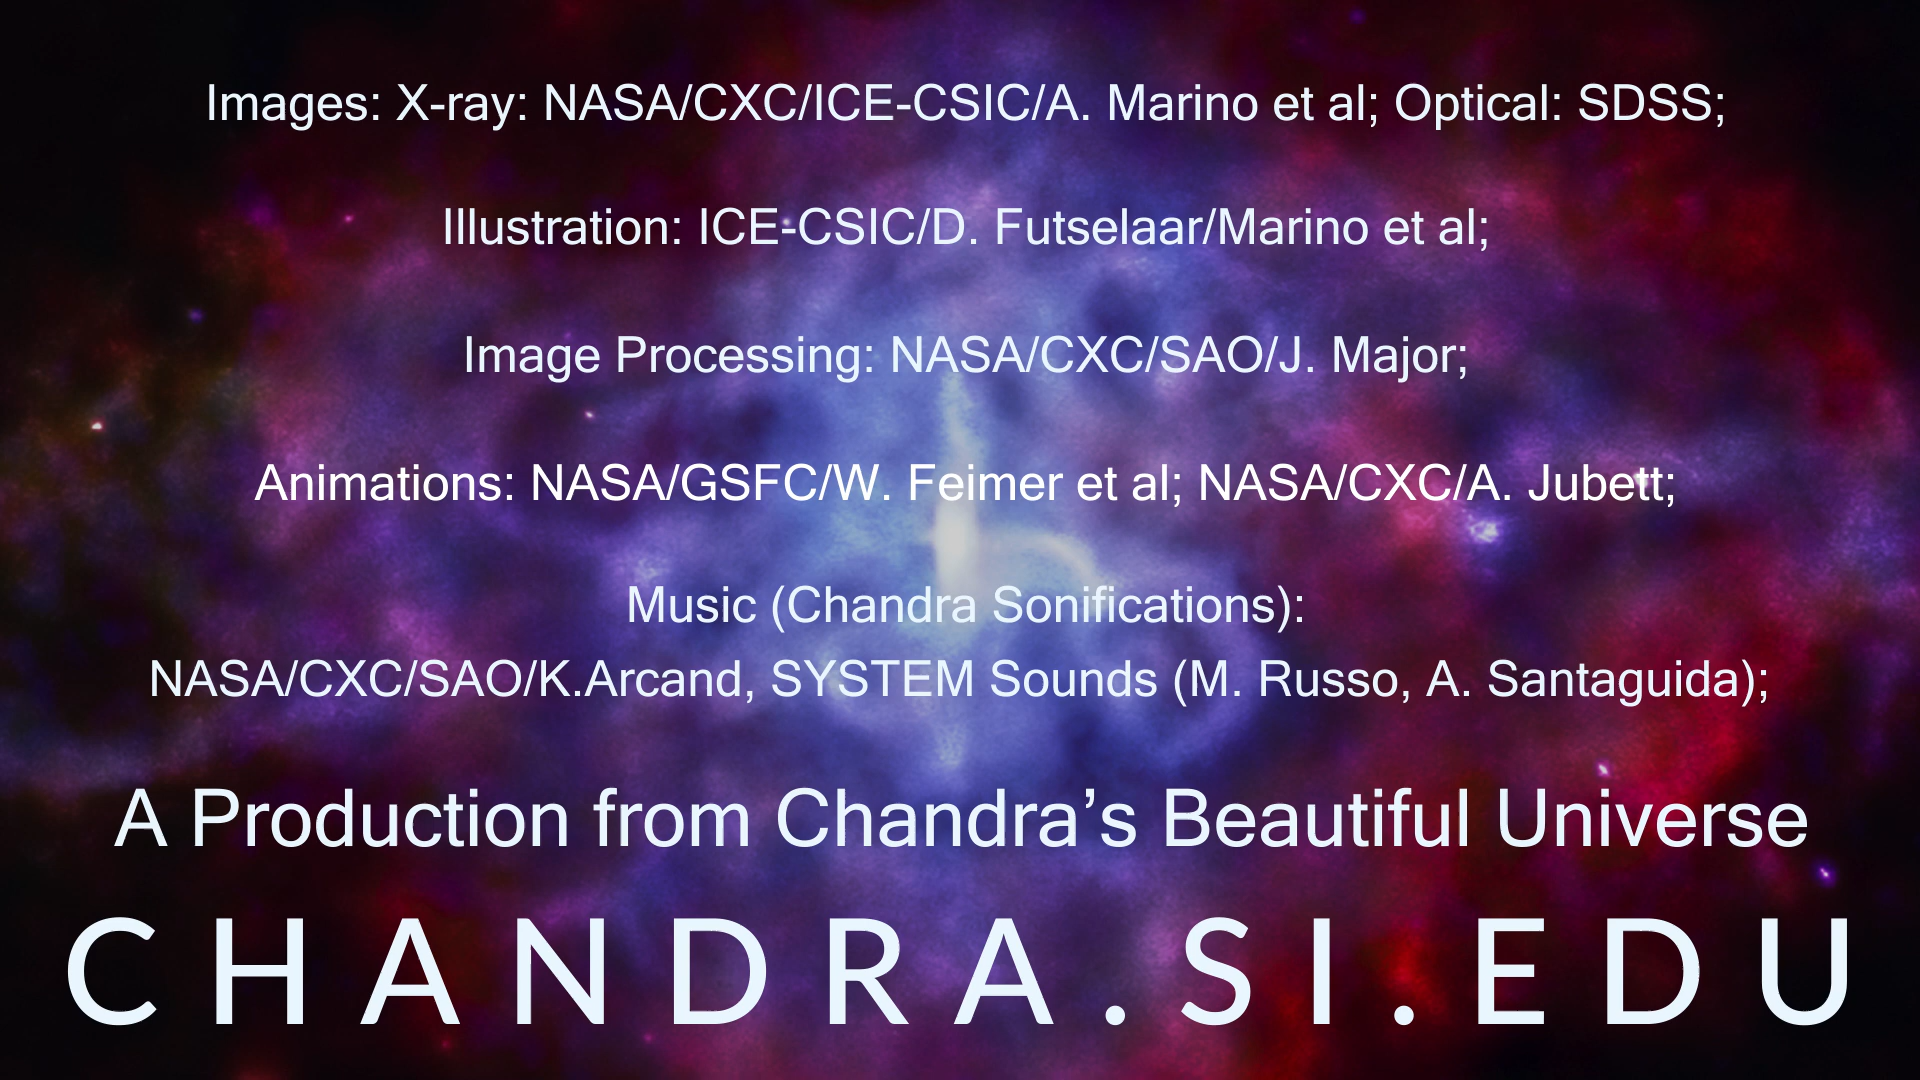 Images: X-ray: NASA/CXC/ICE-CSIC/A. Marino et al; Optical: SDSS;
Illustration: ICE-CSIC/D. Futselaar/Marino et al;
Image Processing: NASA/CXC/SAO/J. Major;
Animations: NASA/GSFC/W. Feimer et al; NASA/CXC/A. Jubett;
Music (Chandra Sonifications):
NASA/CXC/SAO/K.Arcand, SYSTEM Sounds (M. Russo, A. Santaguida);
A Production from Chandra’s Beautiful Universe
CHANDRA.SI.EDU